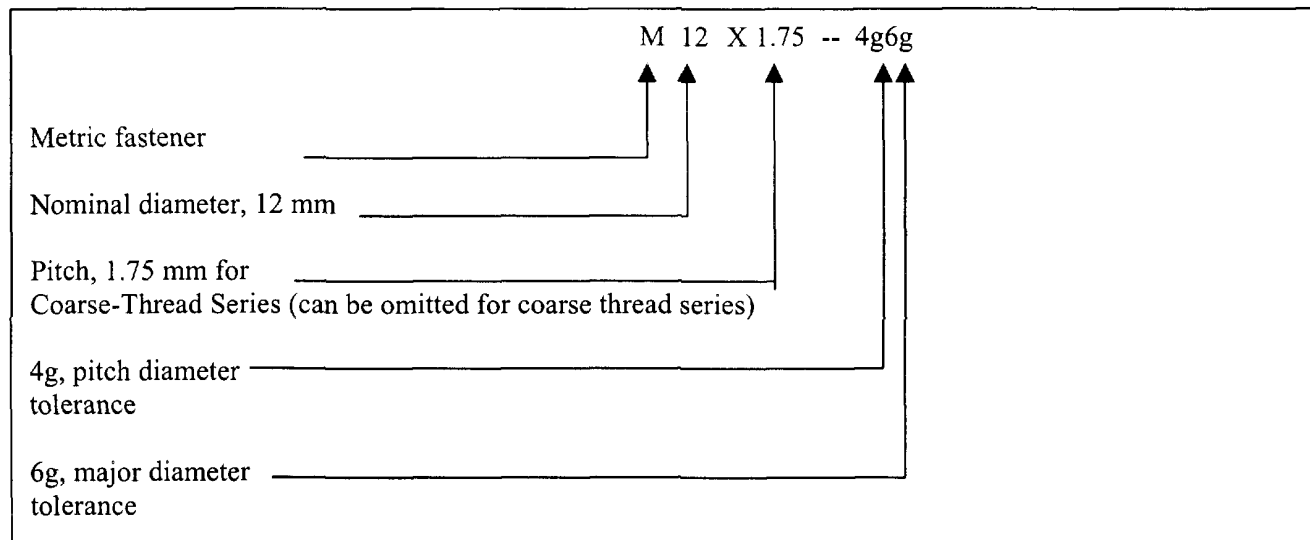 M 12 X 1.75 -- 4g6g
Metric fastener
Nominal diameter, 12 mm
Pitch, 1.75 mm for
Coarse-Thread Series (can be omitted for coarse thread series)
4g, pitch diameter
tolerance
6g, major diameter
tolerance